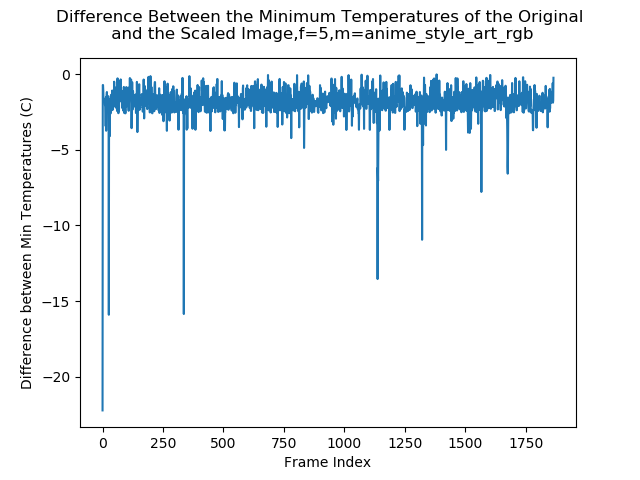 Difference Between the Minimum Temperatures of the Original
and the Scaled Image,f=5,m=anime_style_art_rgb
0
−5
−10
−15
−20
Difference between Min Temperatures (C)
0 250 500 750 1000 1250 1500 1750
Frame Index